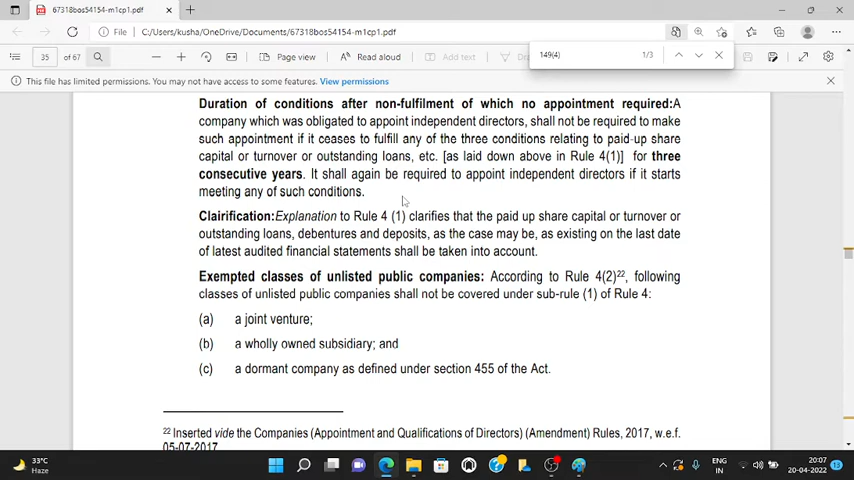 67318bos54154-m1cp1.pdf
File
C:/Users/kusha/OneDrive/Documents/67318bos54154-m1cp1.pdf
35 of 67
Page view
Read aloud
Add text
149(4)
1/3
This file has limited permissions. You may not have access to some features. View permissions
Duration of conditions after non-fulfilment of which no appointment required:A
company which was obligated to appoint independent directors, shall not be required to make
such appointment if it ceases to fulfill any of the three conditions relating to paid-up share
capital or turnover or outstanding loans, etc. [as laid down above in Rule 4(1)] for three
consecutive years. It shall again be required to appoint independent directors if it starts
meeting any of such conditions.
Clairification:Explanation to Rule 4 (1) clarifies that the paid up share capital or turnover or
outstanding loans, debentures and deposits, as the case may be, as existing on the last date
of latest audited financial statements shall be taken into account.
Exempted classes of unlisted public companies: According to Rule 4(2)22, following
classes of unlisted public companies shall not be covered under sub-rule (1) of Rule 4:
(a) a joint venture;
(b) a wholly owned subsidiary; and
(c) a dormant company as defined under section 455 of the Act.
22 Inserted vide the Companies (Appointment and Qualifications of Directors) (Amendment) Rules, 2017, w.e.f.
05-07-2017
33°C
Haze
ENG
IN
20:07
20-04-2022
13